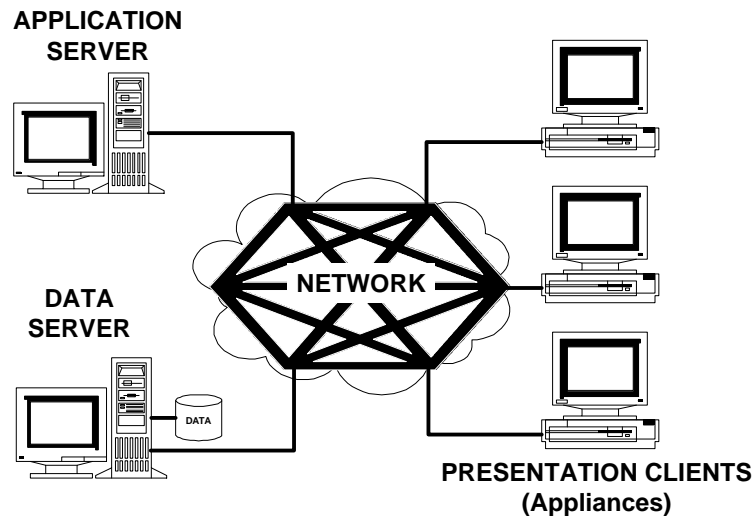 APPLICATION
SERVER
NETWORK
DATA
SERVER
DATA
PRESENTATION CLIENTS
(Appliances)